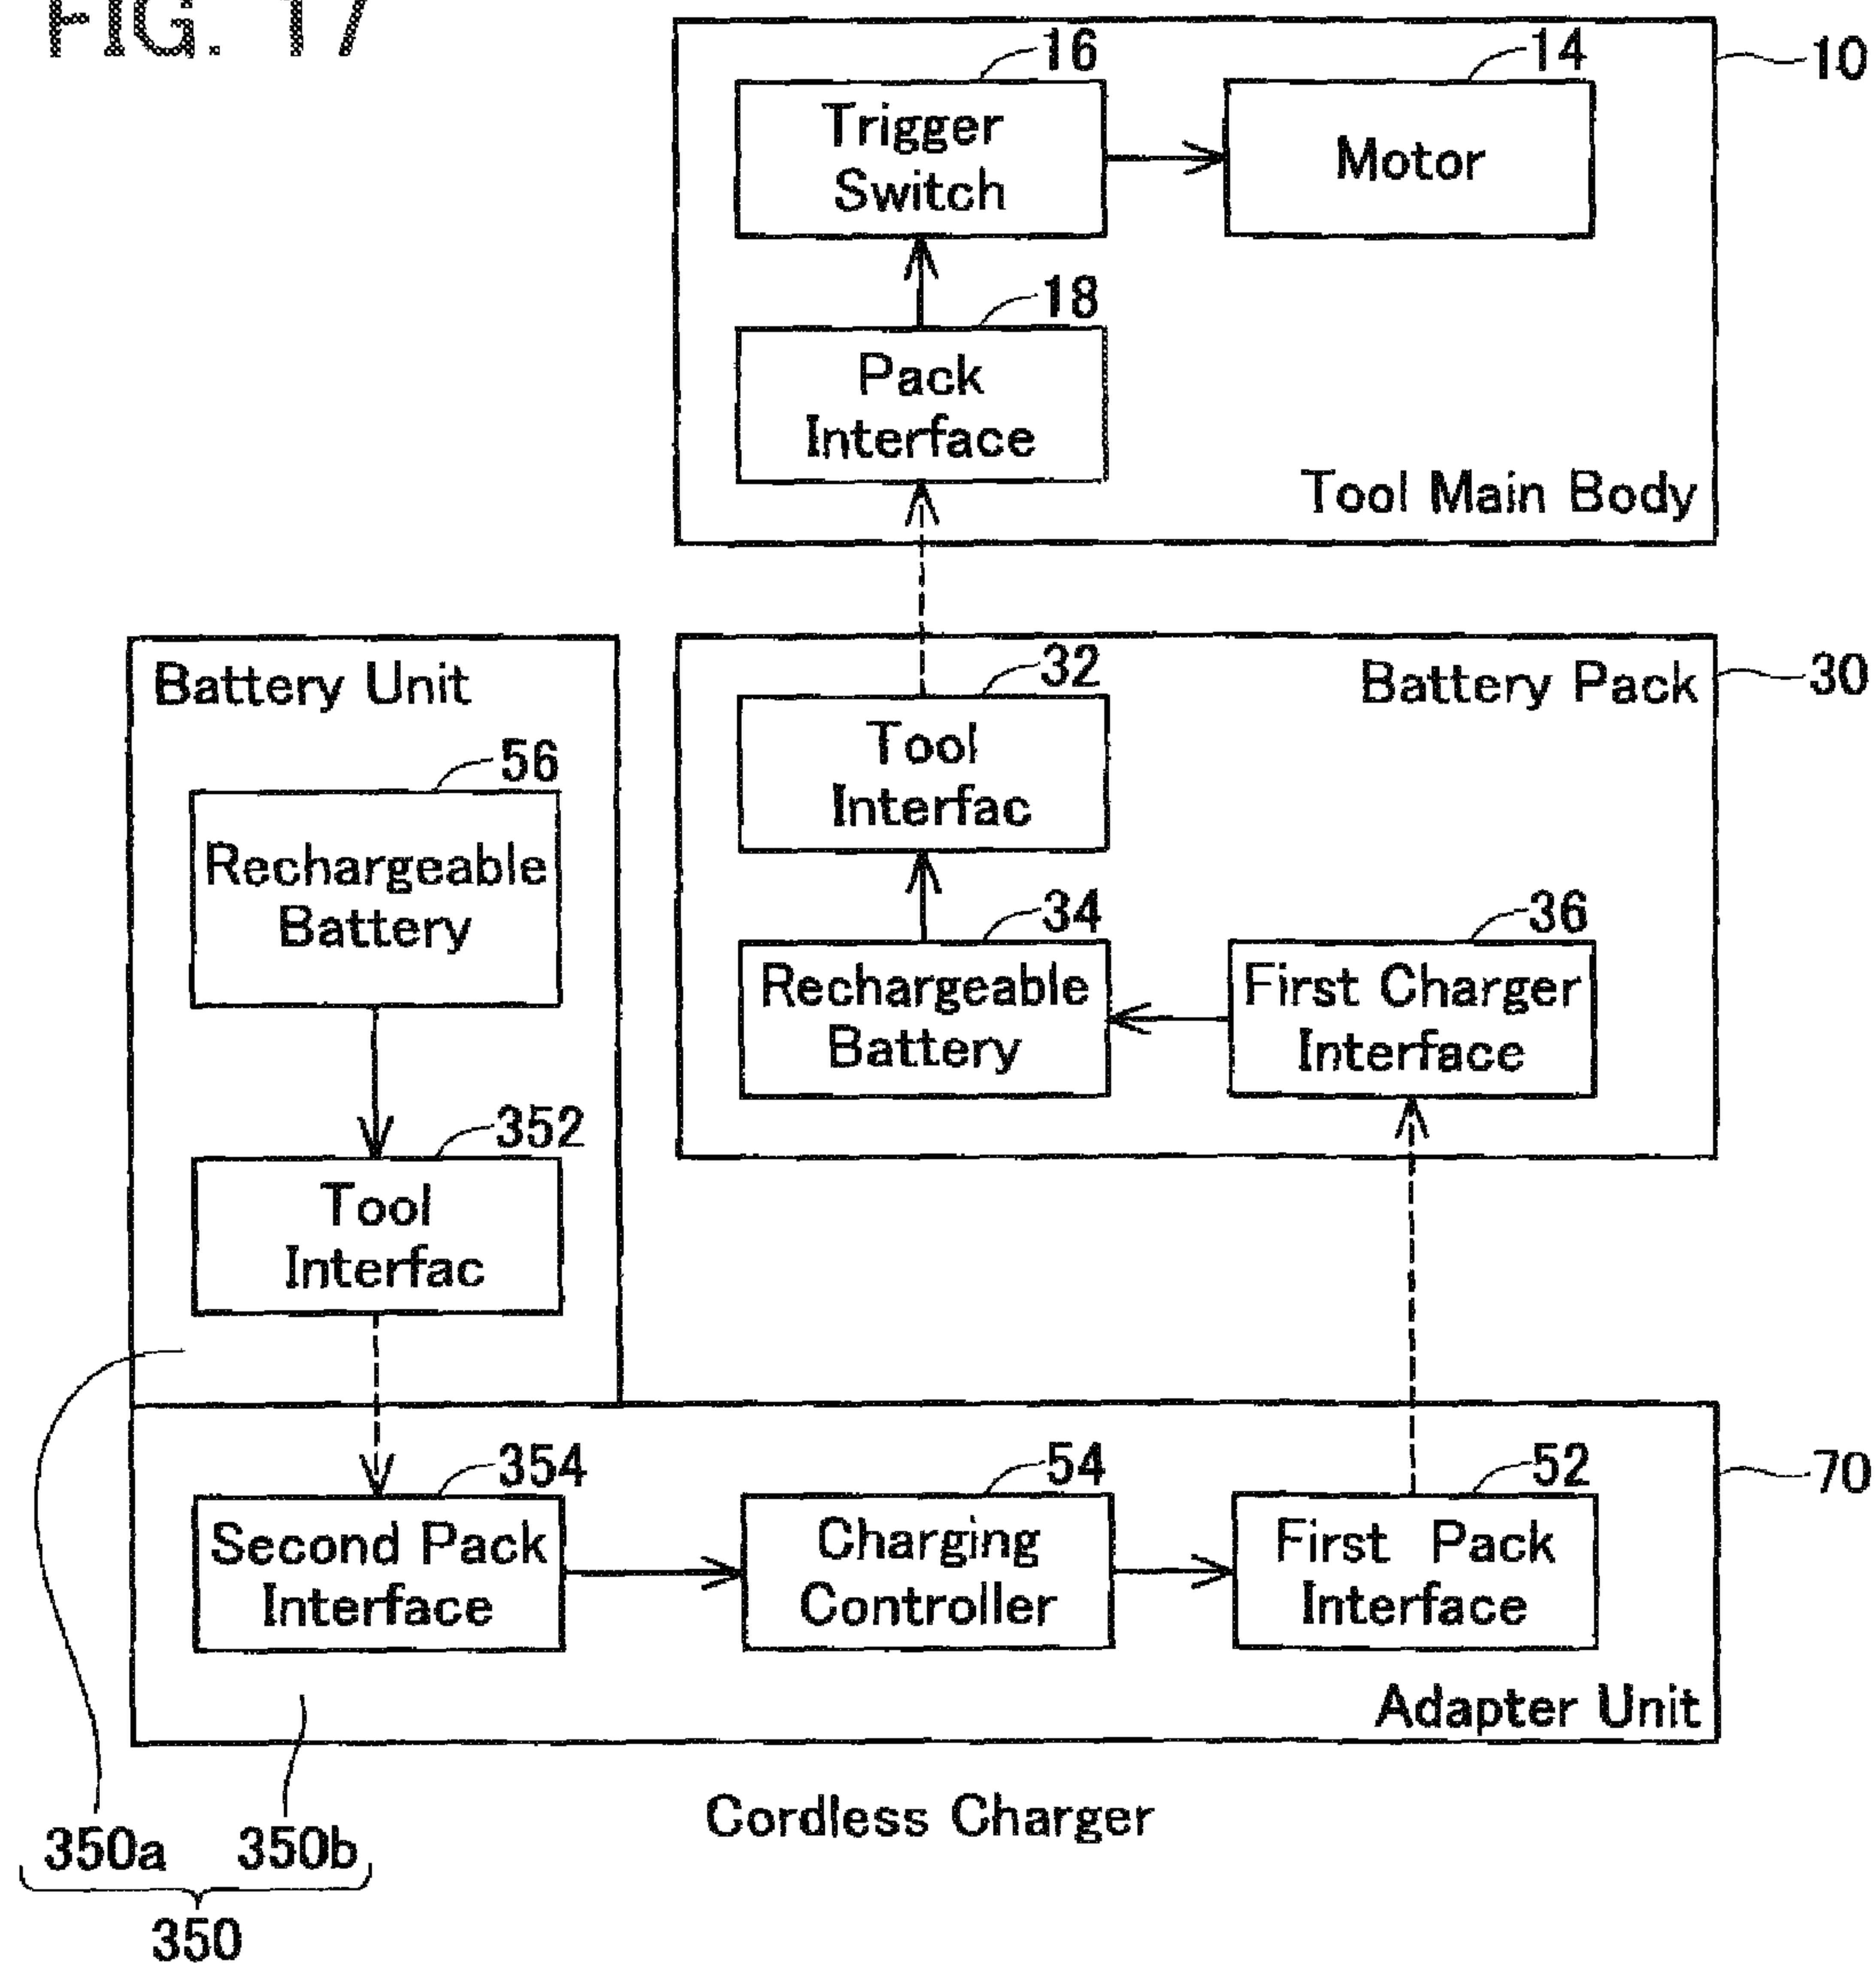 FIG. 17
16
14
10
Trigger
Switch
Motor
18
Pack
Interface
Tool Main Body
Battery Unit
32
Battery Pack
30
56
Tool
Interfac
Rechargeable
Battery
34
36
Rechargeable
Battery
First Charger
Interface
352
Tool
Interfac
354
54
52
70
Second Pack
Interface
Charging
Controller
First Pack
Interface
Adapter Unit
Cordless Charger
350a
350b
350